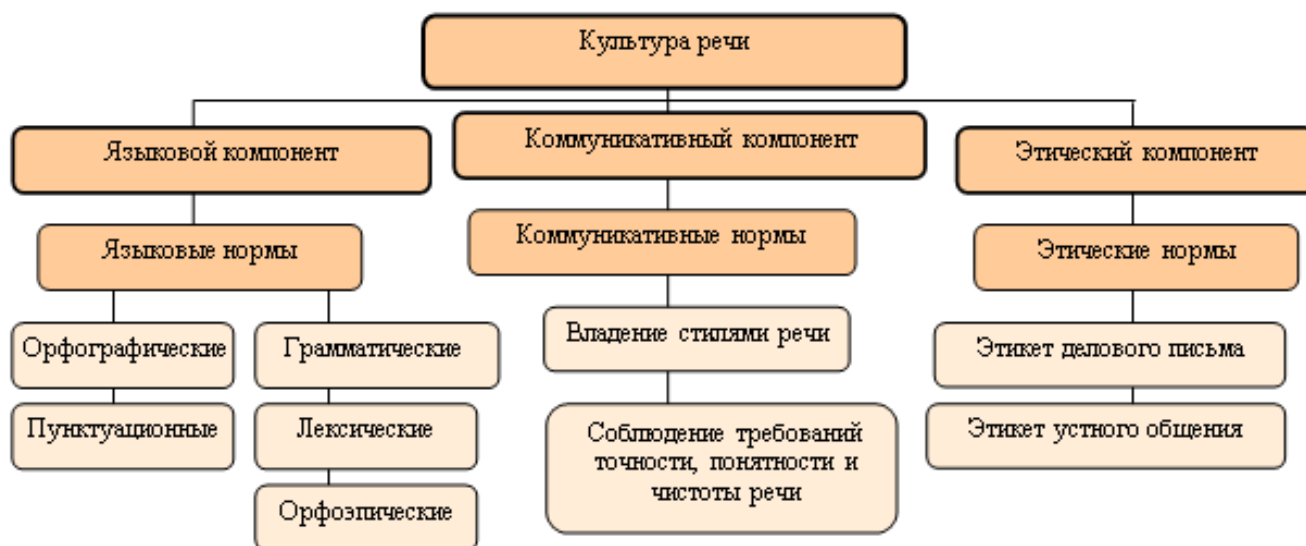 Культура речи
Языковой компонент
Коммуникативный компонент
Этический компонент
Языковые нормы
Коммуникативные нормы
Этические нормы
Орфографические
Грамматические
Владение стилями речи
Этикет делового письма
Пунктуационные
Лексические
Соблюдение требований
точности, понятности и
чистоты речи
Этикет устного общения
Орфоэпические